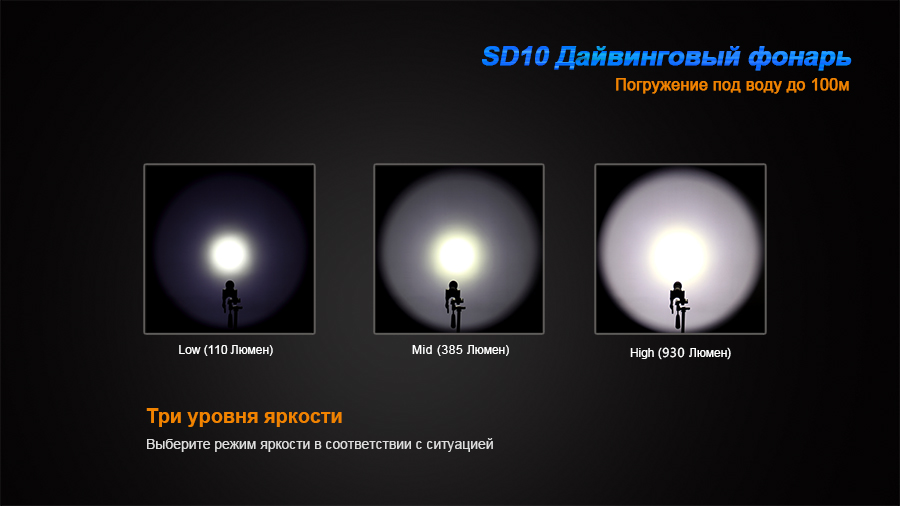 SD10 Дайвинговый фонарь
Погружение под воду до 100м
Low (110 Люмен)
Mid (385 Люмен)
High (930 Люмен)
Три уровня яркости
Выберите режим яркости в соответствии с ситуацией